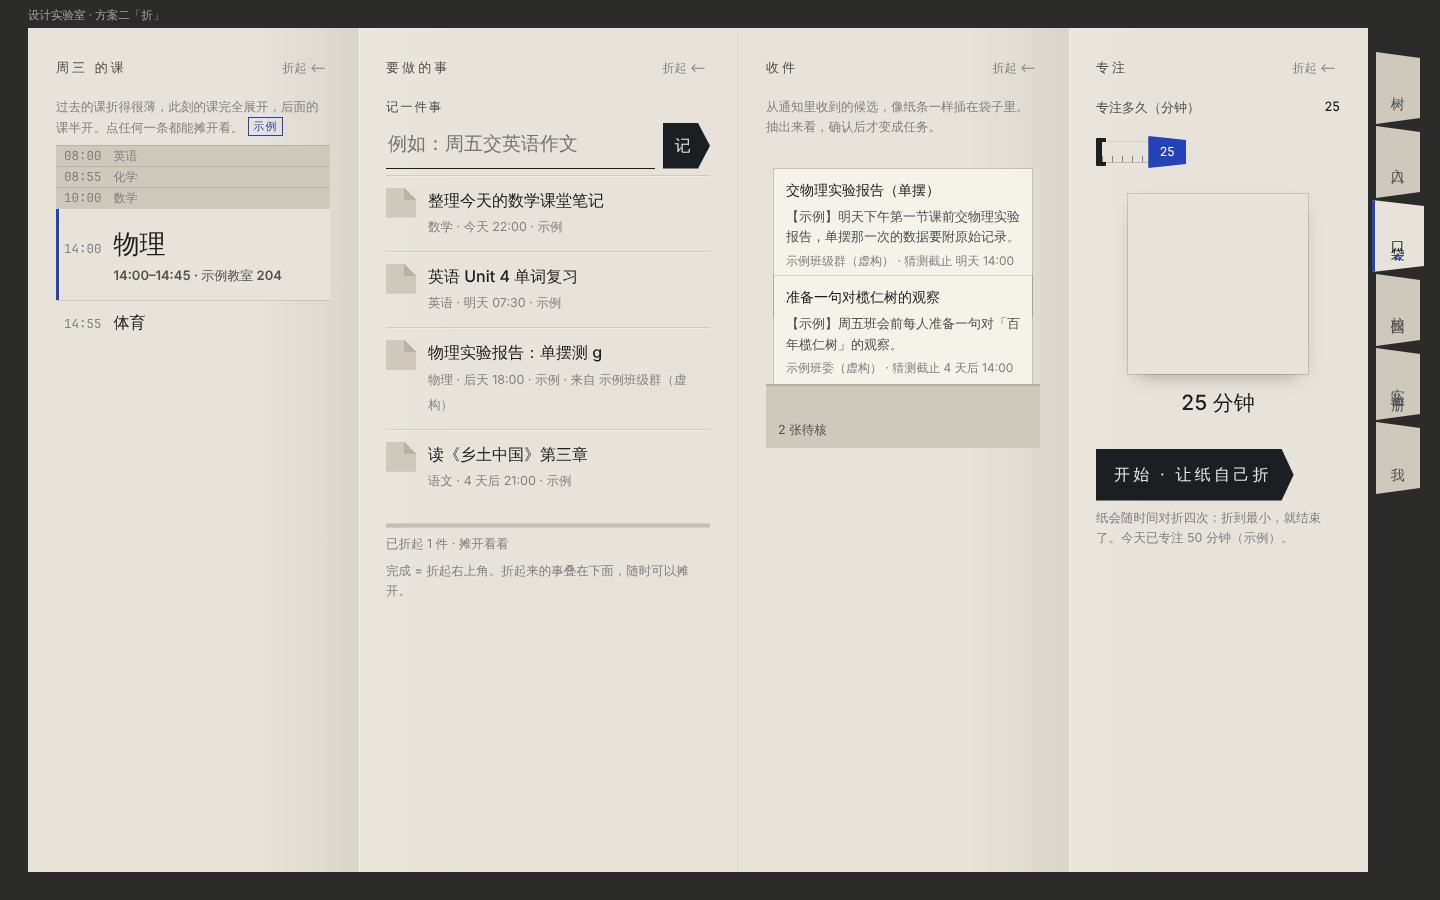 设计实验室 · 方案二「折」
周三 的课
折起 ←
过去的课折得很薄，此刻的课完全展开，后面的
课半开。点任何一条都能摊开看。 示例
08:00 英语
08:55 化学
10:00 数学
14:00 物理
14:00–14:45 · 示例教室 204
14:55 体育
要做的事
折起 ←
记一件事
例如：周五交英语作文
记
整理今天的数学课堂笔记
数学 · 今天 22:00 · 示例
英语 Unit 4 单词复习
英语 · 明天 07:30 · 示例
物理实验报告：单摆测 g
物理 · 后天 18:00 · 示例 · 来自 示例班级群（虚
构）
读《乡土中国》第三章
语文 · 4 天后 21:00 · 示例
已折起 1 件 · 摊开看看
完成 = 折起右上角。折起来的事叠在下面，随时可以摊
开。
收件
折起 ←
从通知里收到的候选，像纸条一样插在袋子里。
抽出来看，确认后才变成任务。
交物理实验报告（单摆）
【示例】明天下午第一节课前交物理实验
报告，单摆那一次的数据要附原始记录。
示例班级群（虚构） · 猜测截止 明天 14:00
准备一句对榄仁树的观察
【示例】周五班会前每人准备一句对「百
年榄仁树」的观察。
示例班委（虚构） · 猜测截止 4 天后 14:00
2 张待核
专注
折起 ←
专注多久（分钟）
25
25
25 分钟
开始 · 让纸自己折
纸会随时间对折四次：折到最小，就结束
了。今天已专注 50 分钟（示例）。
树
入口
口袋
校园
实验册
我